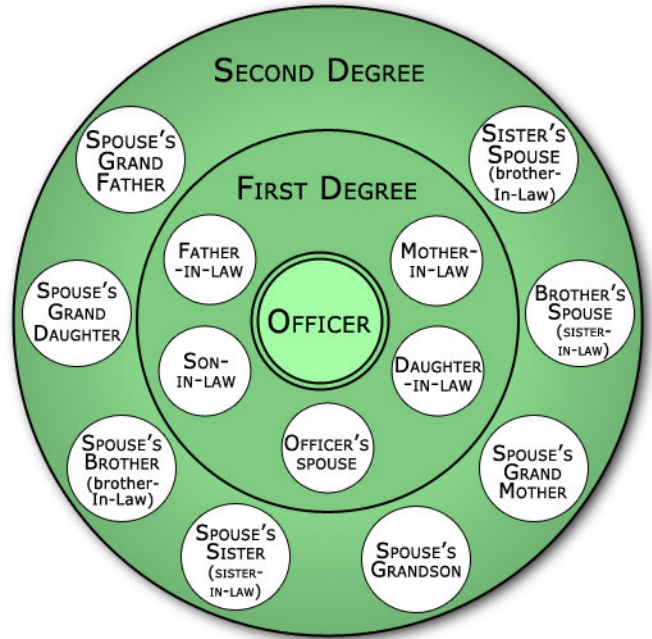 SECOND DEGREE
SPOUSE'S
GRAND
FATHER
SISTER'S
SPOUSE
(brother-
In-Law)
FIRST DEGREE
FATHER
-IN-LAW
MOTHER-
IN-LAW
SPOUSE'S
GRAND
DAUGHTER
OFFICER
BROTHER'S
SPOUSE
(SISTER-
IN-LAW)
SON-
IN-LAW
DAUGHTER
-IN-LAW
OFFICER'S
SPOUSE
SPOUSE'S
BROTHER
(brother-
In-Law)
SPOUSE'S
GRAND
MOTHER
SPOUSE'S
SISTER
(SISTER-
IN-LAW)
SPOUSE'S
GRANDSON